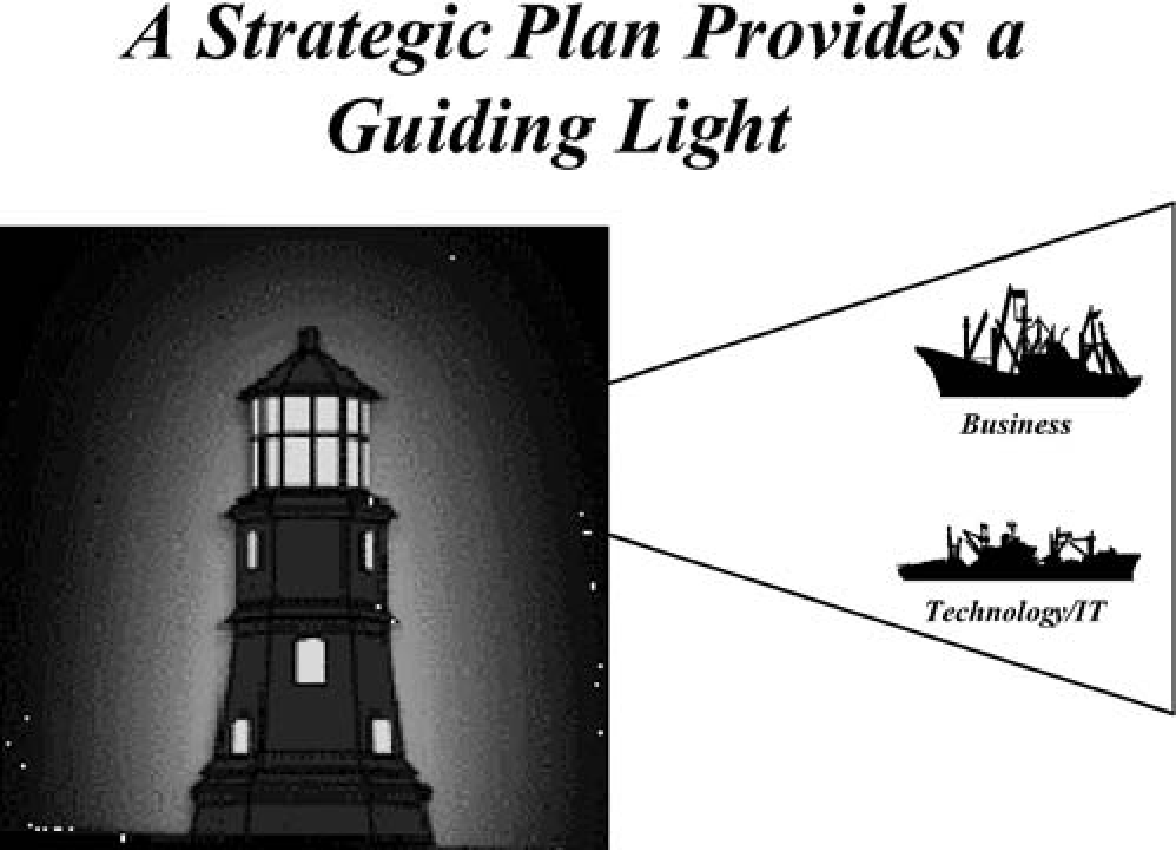 A Strategic Plan Provides a
Guiding Light
Business
Technology/IT